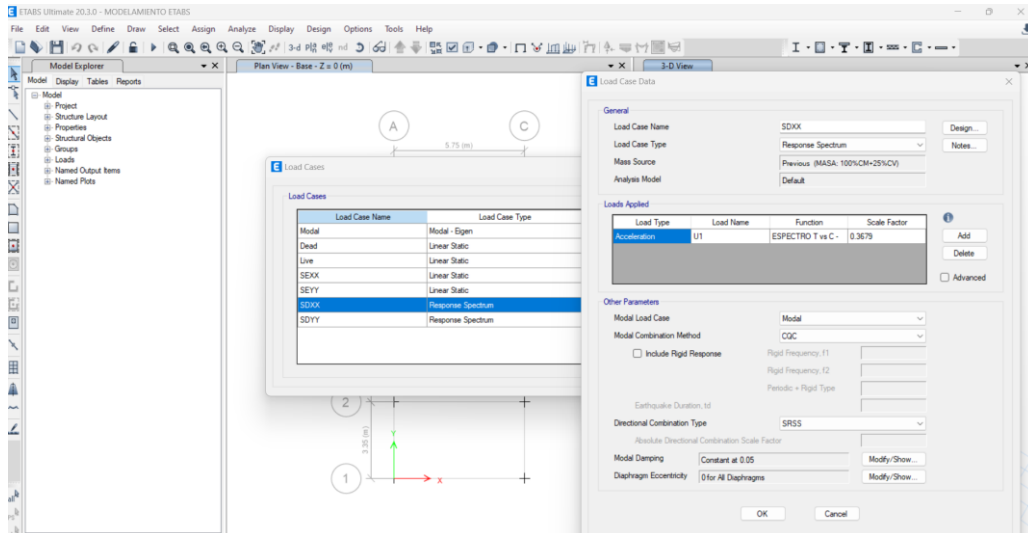 ETABS Ultimate 20.3.0 - MODELAMIENTO ETABS
File Edit View Define Draw Select Assign Analyze Display Design Options Tools Help
3-d
nd
Model Explorer
Model Display Tables Reports
Model
Project
Structure Layout
Properties
Structural Objects
Groups
Loads
Named Output Items
Named Plots
Plan View - Base - Z = 0 (m)
A
C
5.75 (m)
2
3.35 (m)
1
Y
X
Load Cases
Load Cases
Load Case Name Load Case Type
Modal Modal - Eigen
Dead Linear Static
Live Linear Static
SEXX Linear Static
SEYY Linear Static
SDXX Response Spectrum
SDYY Response Spectrum
3-D View
Load Case Data
General
Load Case Name SDXX Design...
Load Case Type Response Spectrum Notes...
Mass Source Previous (MASA: 100%CM+25%CV)
Analysis Model Default
Loads Applied
Load Type Load Name Function Scale Factor
Acceleration U1 ESPECTRO T vs C - 0.3679
Add
Delete
Advanced
Other Parameters
Modal Load Case Modal
Modal Combination Method CQC
Include Rigid Response Rigid Frequency, f1
Rigid Frequency, f2
Periodic + Rigid Type
Earthquake Duration, td
Directional Combination Type SRSS
Absolute Directional Combination Scale Factor
Modal Damping Constant at 0.05 Modify/Show...
Diaphragm Eccentricity 0 for All Diaphragms Modify/Show...
OK Cancel